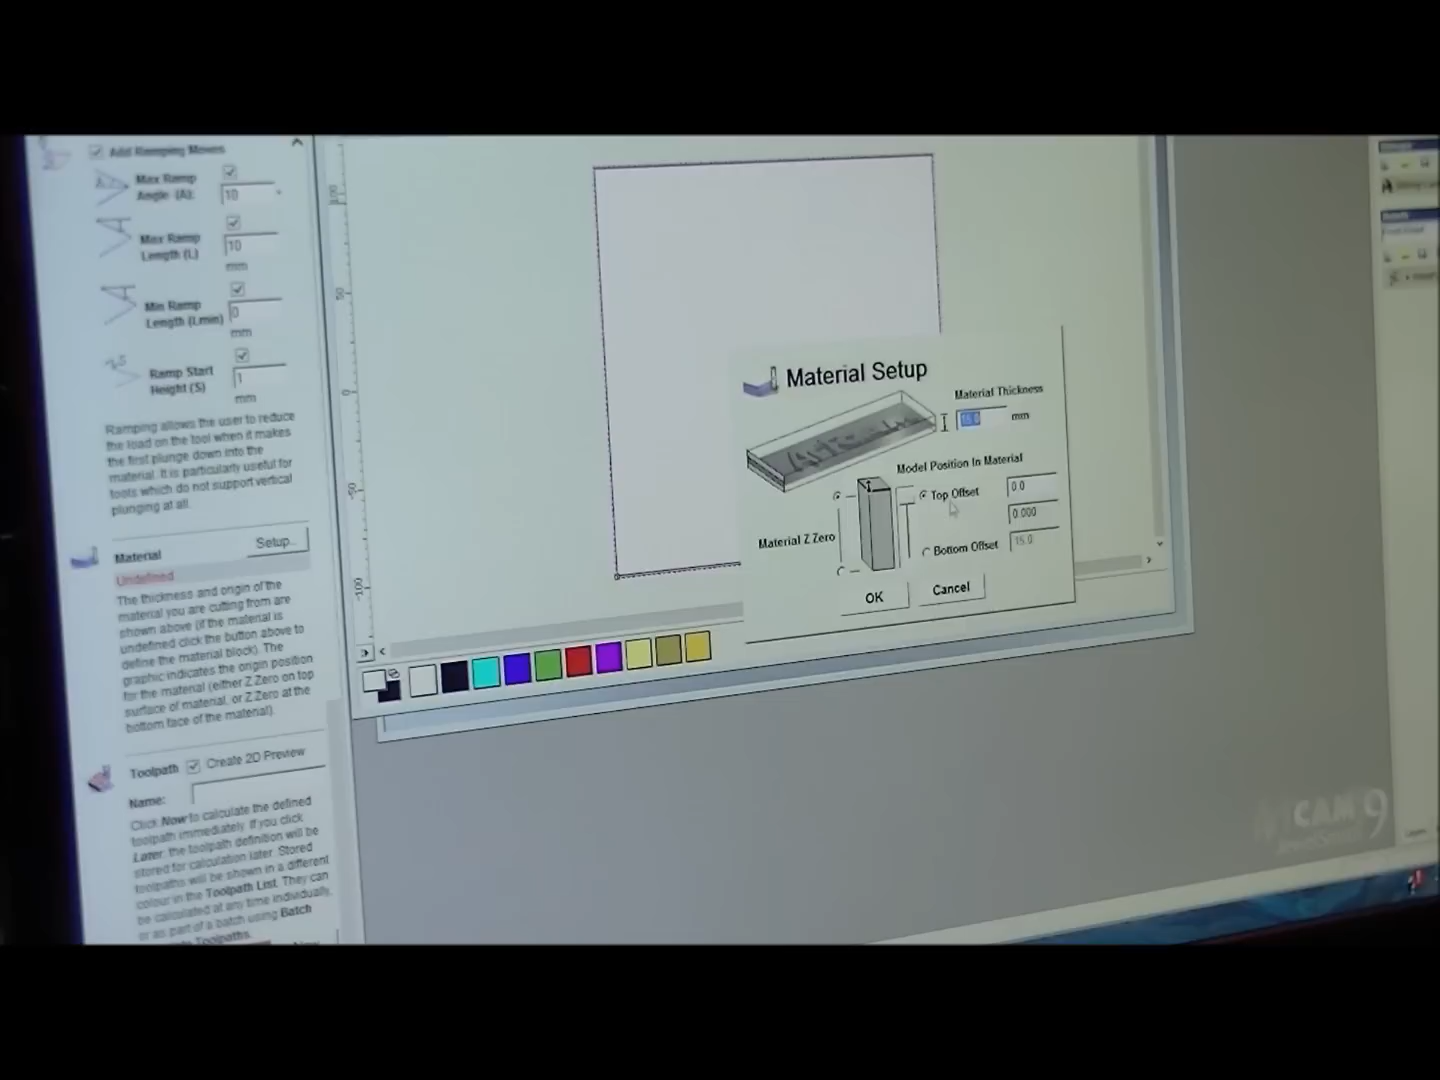 Add Ramping Moves
Max Ramp
Angle (A):
10
Max Ramp
Length (L)
10
mm
Min Ramp
Length (Lmin)
0
mm
Ramp Start
Height (S)
1
mm
Ramping allows the user to reduce
the load on the tool when it makes
the first plunge down into the
material. It is particularly useful for
tools which do not support vertical
plunging at all.
Material
Setup...
Undefined
The thickness and origin of the
material you are cutting from are
shown above (if the material is
undefined click the button above to
define the material block). The
graphic indicates the origin position
for the material (either Z Zero on top
surface of material, or Z Zero at the
bottom face of the material).
Toolpath
Create 2D Preview
Name:
Click Now to calculate the defined
toolpath immediately. If you click
Later, the toolpath definition will be
stored for calculation later. Stored
toolpaths will be shown in a different
colour in the Toolpath List. They can
be calculated at any time individually,
or as part of a batch using Batch
Toolpaths.
100
50
0
-50
-100
Material Setup
Material Thickness
15.0
mm
Model Position In Material
Top Offset
0.0
0.000
Material Z Zero
Bottom Offset
15.0
OK
Cancel
CAM 9